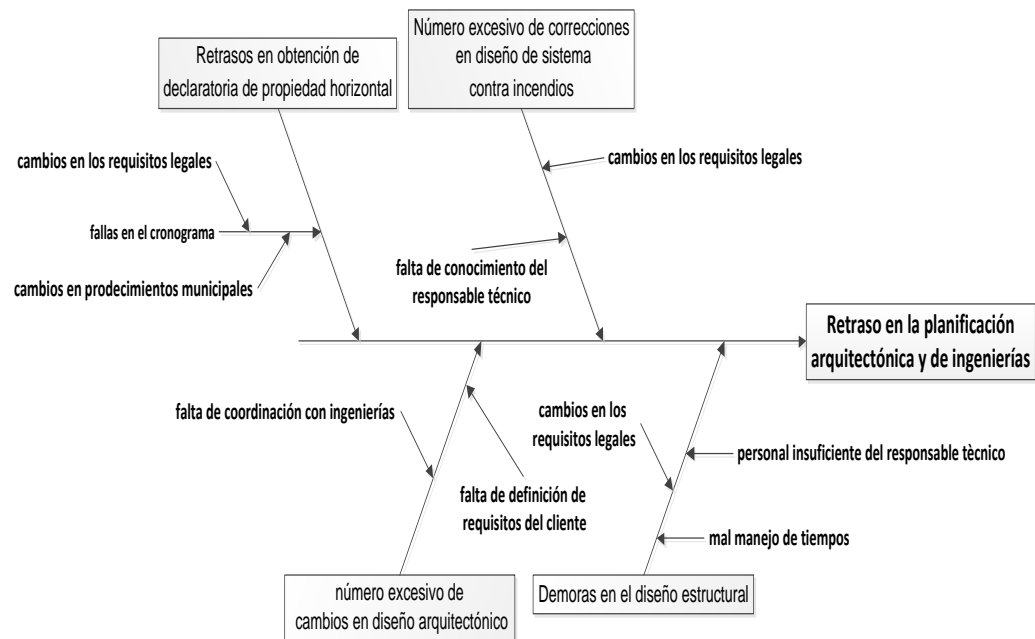 Retrasos en obtención de
declaratoria de propiedad horizontal
Número excesivo de correcciones
en diseño de sistema
contra incendios
cambios en los requisitos legales
fallas en el cronograma
cambios en prodecimientos municipales
cambios en los requisitos legales
falta de conocimiento del
responsable técnico
Retraso en la planificación
arquitectónica y de ingenierías
falta de coordinación con ingenierías
falta de definición de
requisitos del cliente
cambios en los
requisitos legales
personal insuficiente del responsable tècnico
mal manejo de tiempos
número excesivo de
cambios en diseño arquitectónico
Demoras en el diseño estructural